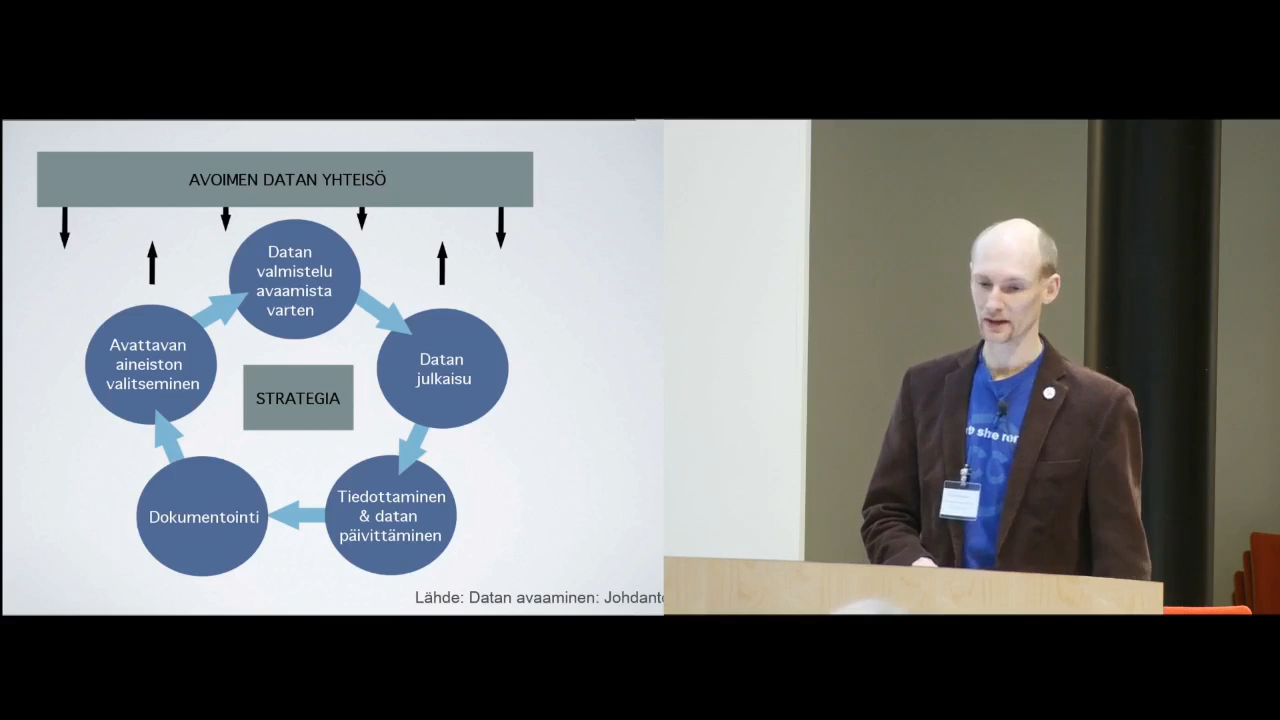 AVOIMEN DATAN YHTEISÖ
Datan
valmistelu
avaamista
varten
Avattavan
aineiston
valitseminen
Datan
julkaisu
STRATEGIA
Dokumentointi
Tiedottaminen
& datan
päivittäminen
Lähde: Datan avaaminen: Johdanto
she